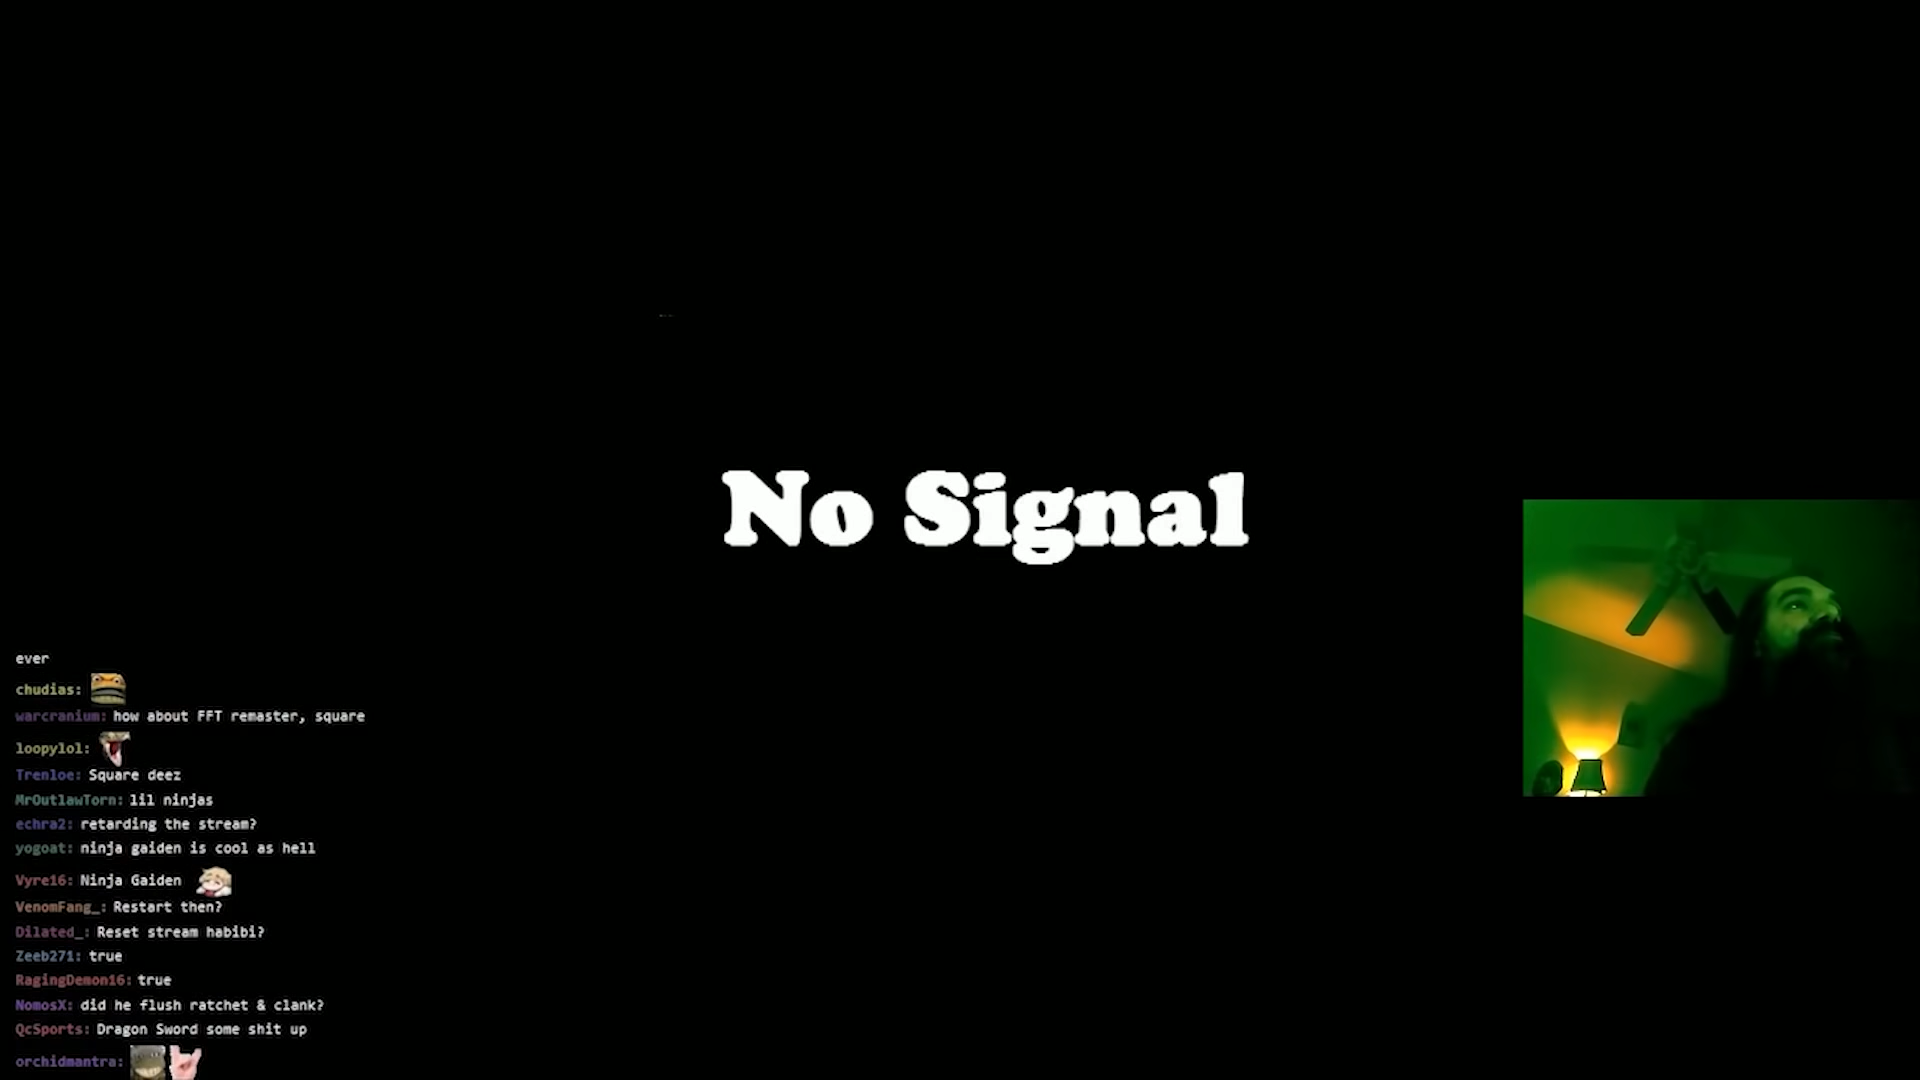 No Signal
ever
chudias:
warcranium: how about FFT remaster, square
loopylol:
Trenloe: Square deez
MrOutlawTorn: lil ninjas
echra2: retarding the stream?
yogoat: ninja gaiden is cool as hell
Vyre16: Ninja Gaiden
VenomFang_: Restart then?
Dilated_: Reset stream habibi?
Zeeb271: true
RagingDemon16: true
NomosX: did he flush ratchet & clank?
QcSports: Dragon Sword some shit up
orchidmantra: